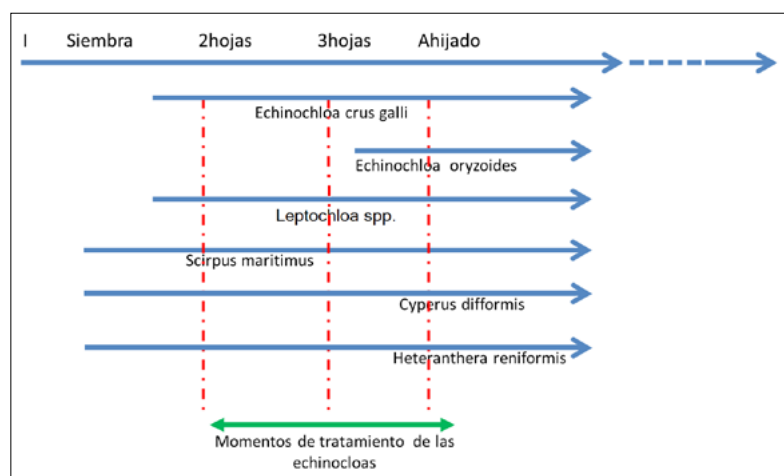 I Siembra 2hojas 3hojas Ahijado
Echinochloa crus galli
Echinochloa oryzoides
Leptochloa spp.
Scirpus maritimus
Cyperus difformis
Heteranthera reniformis
Momentos de tratamiento de las
echinocloas